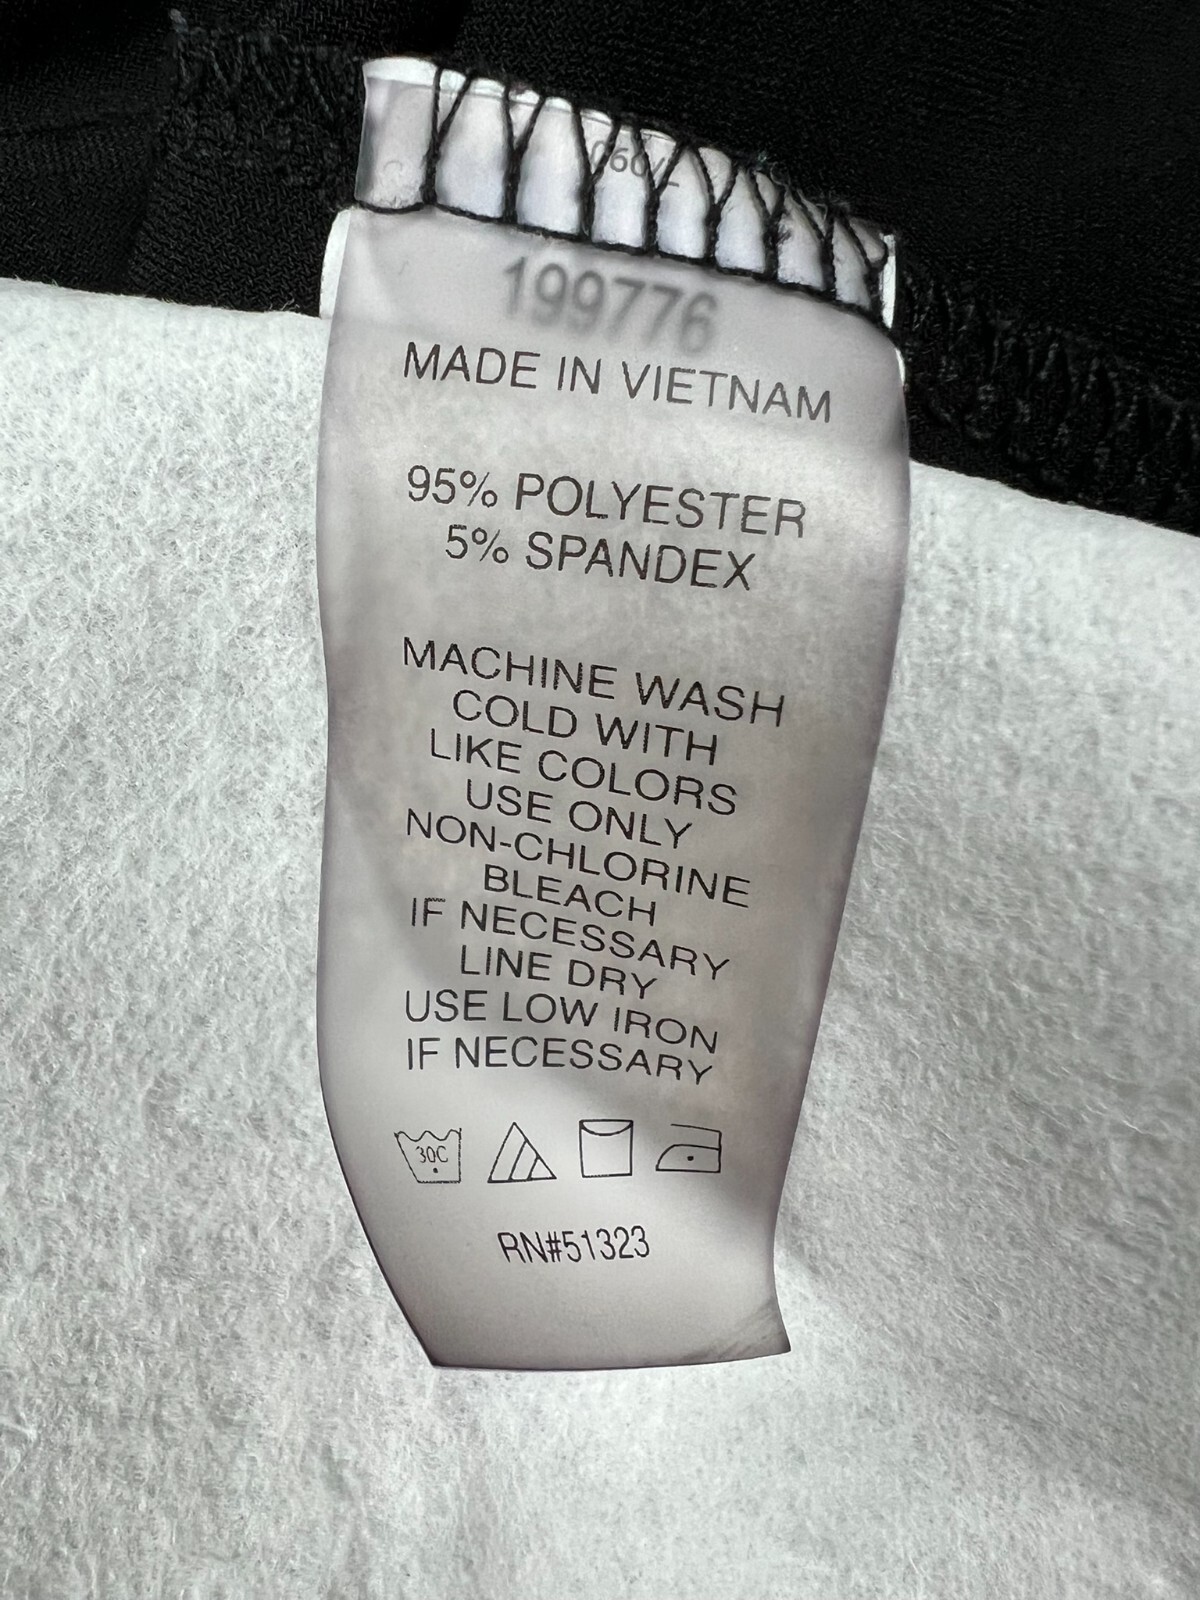 199776
MADE IN VIETNAM
95% POLYESTER
5% SPANDEX
MACHINE WASH
COLD WITH
LIKE COLORS
USE ONLY
NON-CHLORINE
BLEACH
IF NECESSARY
LINE DRY
USE LOW IRON
IF NECESSARY
30C
RN#51323